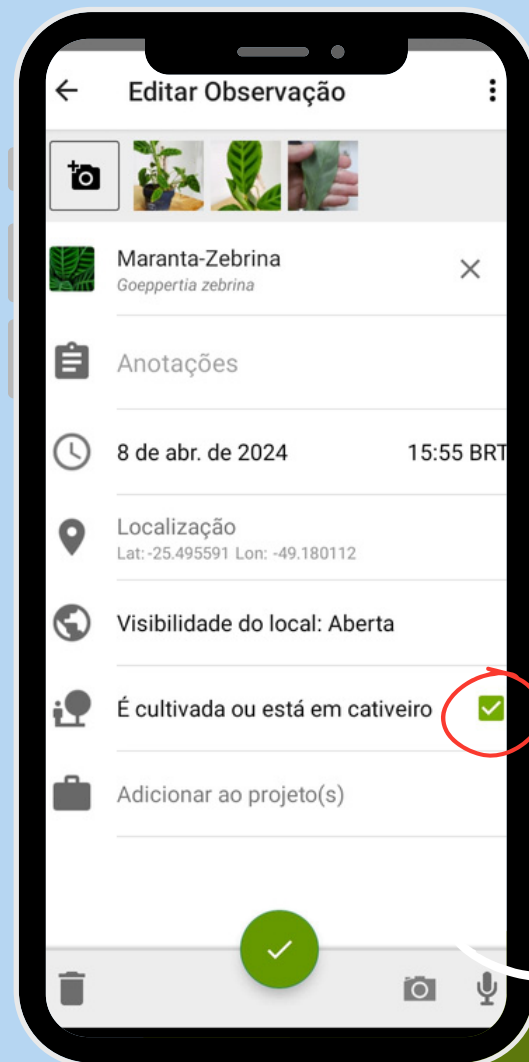 Editar Observação
Maranta-Zebrina
Goeppertia zebrina
Anotações
8 de abr. de 2024 15:55 BRT
Localização
Lat:-25.495591 Lon: -49.180112
Visibilidade do local: Aberta
É cultivada ou está em cativeiro
Adicionar ao projeto(s)